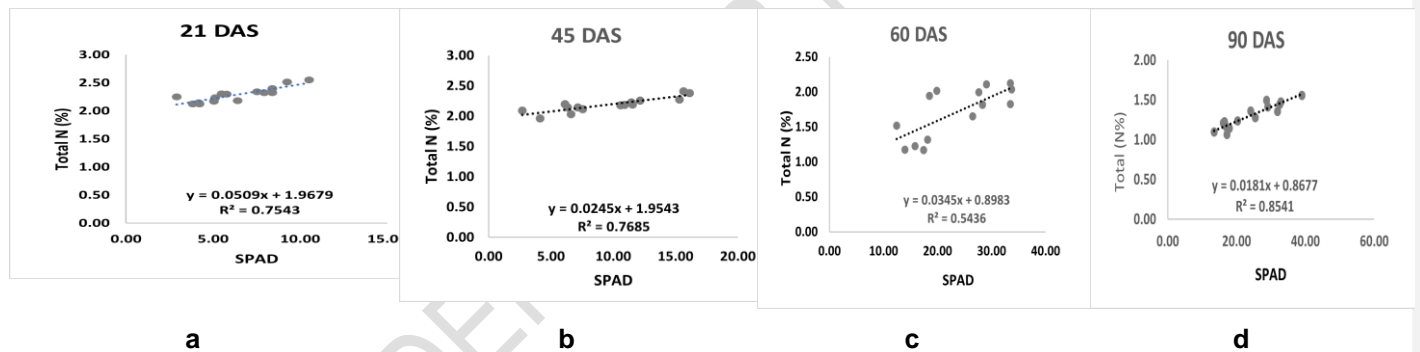 21 DAS
3.00
2.50
2.00
1.50
1.00
0.50
0.00
Total N (%)
y = 0.0509x + 1.9679
R² = 0.7543
0.00 5.00 10.00 15.0
SPAD
a
45 DAS
3.00
2.50
2.00
1.50
1.00
0.50
0.00
Total N (%)
y = 0.0245x + 1.9543
R² = 0.7685
0.00 5.00 10.00 15.00 20.00
SPAD
b
60 DAS
2.50
2.00
1.50
1.00
0.50
0.00
Total N (%)
y = 0.0345x + 0.8983
R² = 0.5436
0.00 10.00 20.00 30.00 40.00
SPAD
c
90 DAS
2.00
1.50
1.00
0.50
0.00
Total (N%)
y = 0.0181x + 0.8677
R² = 0.8541
0.00 20.00 40.00 60.00
SPAD
d